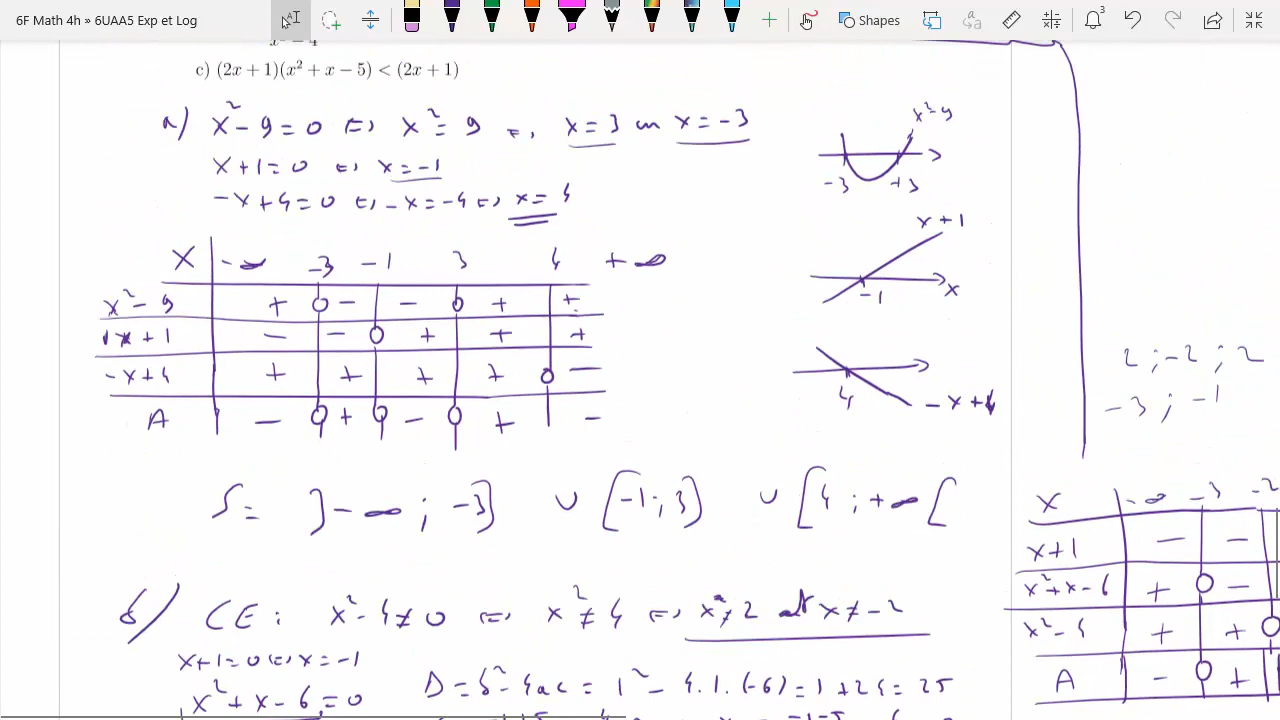 6F Math 4h » 6UAA5 Exp et Log
Shapes
3
c) (2x + 1)(x² + x − 5) < (2x + 1)
a) x² - 9 = 0 ⇔ x² = 9 ⇔ x = 3 ou x = -3
x + 1 = 0 ⇔ x = -1
-x + 4 = 0 ⇔ -x = -4 ⇔ x = 4
x² - 9
-3 +3
x + 1
-1 x
4 -x + 4
X -∞ -3 -1 3 4 +∞
x² - 9 + 0 - - 0 + +
1x + 1 - - 0 + + +
-x + 4 + + + + 0 -
A - 0 + 0 - 0 + -
2 ; -2 ; 2
-3 ; -1
S = ]-∞ ; -3] ∪ [-1 ; 3] ∪ [4 ; +∞[
X -∞ -3 -2
x + 1 - -
x² + x - 6 + 0 -
x² - 4 + + 0
A - 0 +
b) CE : x² - 4 ≠ 0 ⇔ x² ≠ 4 ⇔ x ≠ 2 et x ≠ -2
x + 1 = 0 ⇔ x = -1
x² + x - 6 = 0 D = b² - 4ac = 1² - 4.1.(-6) = 1 + 24 = 25